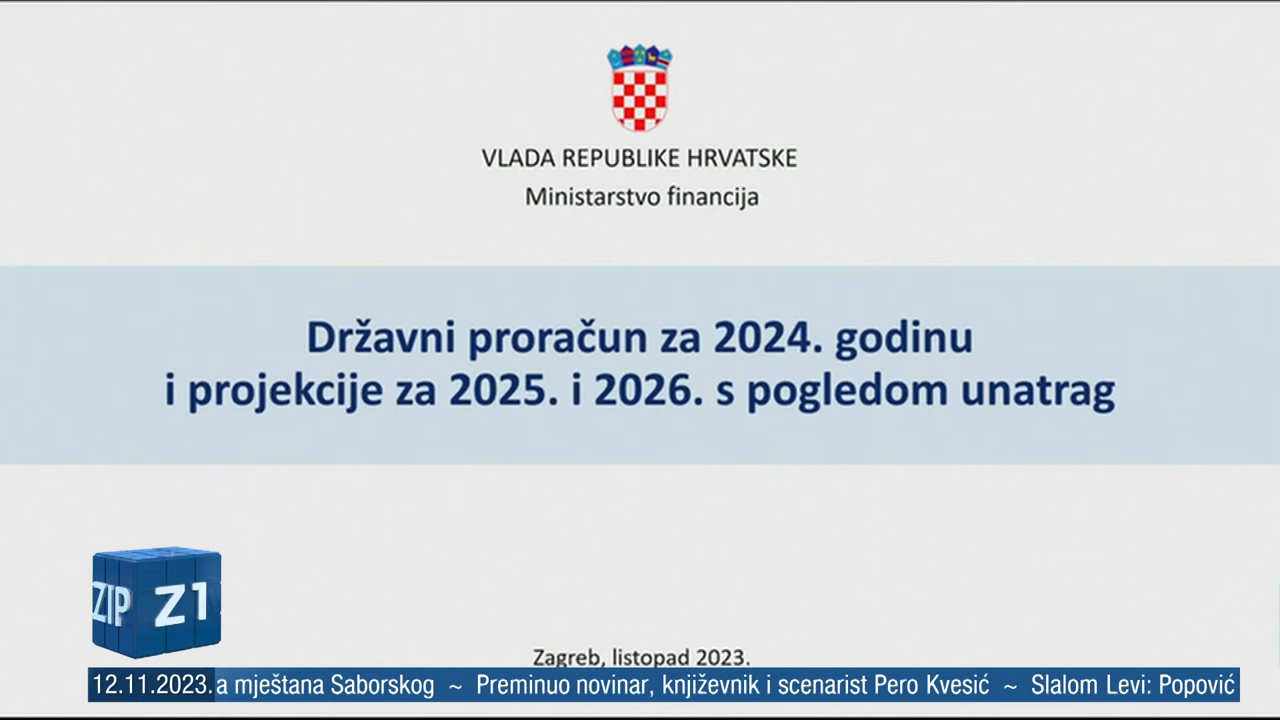 VLADA REPUBLIKE HRVATSKE
Ministarstvo financija
Državni proračun za 2024. godinu
i projekcije za 2025. i 2026. s pogledom unatrag
ZIP Z1
Zagreb, listopad 2023.
12.11.2023. a mještana Saborskog ~ Preminuo novinar, književnik i scenarist Pero Kvesić ~ Slalom Levi: Popović